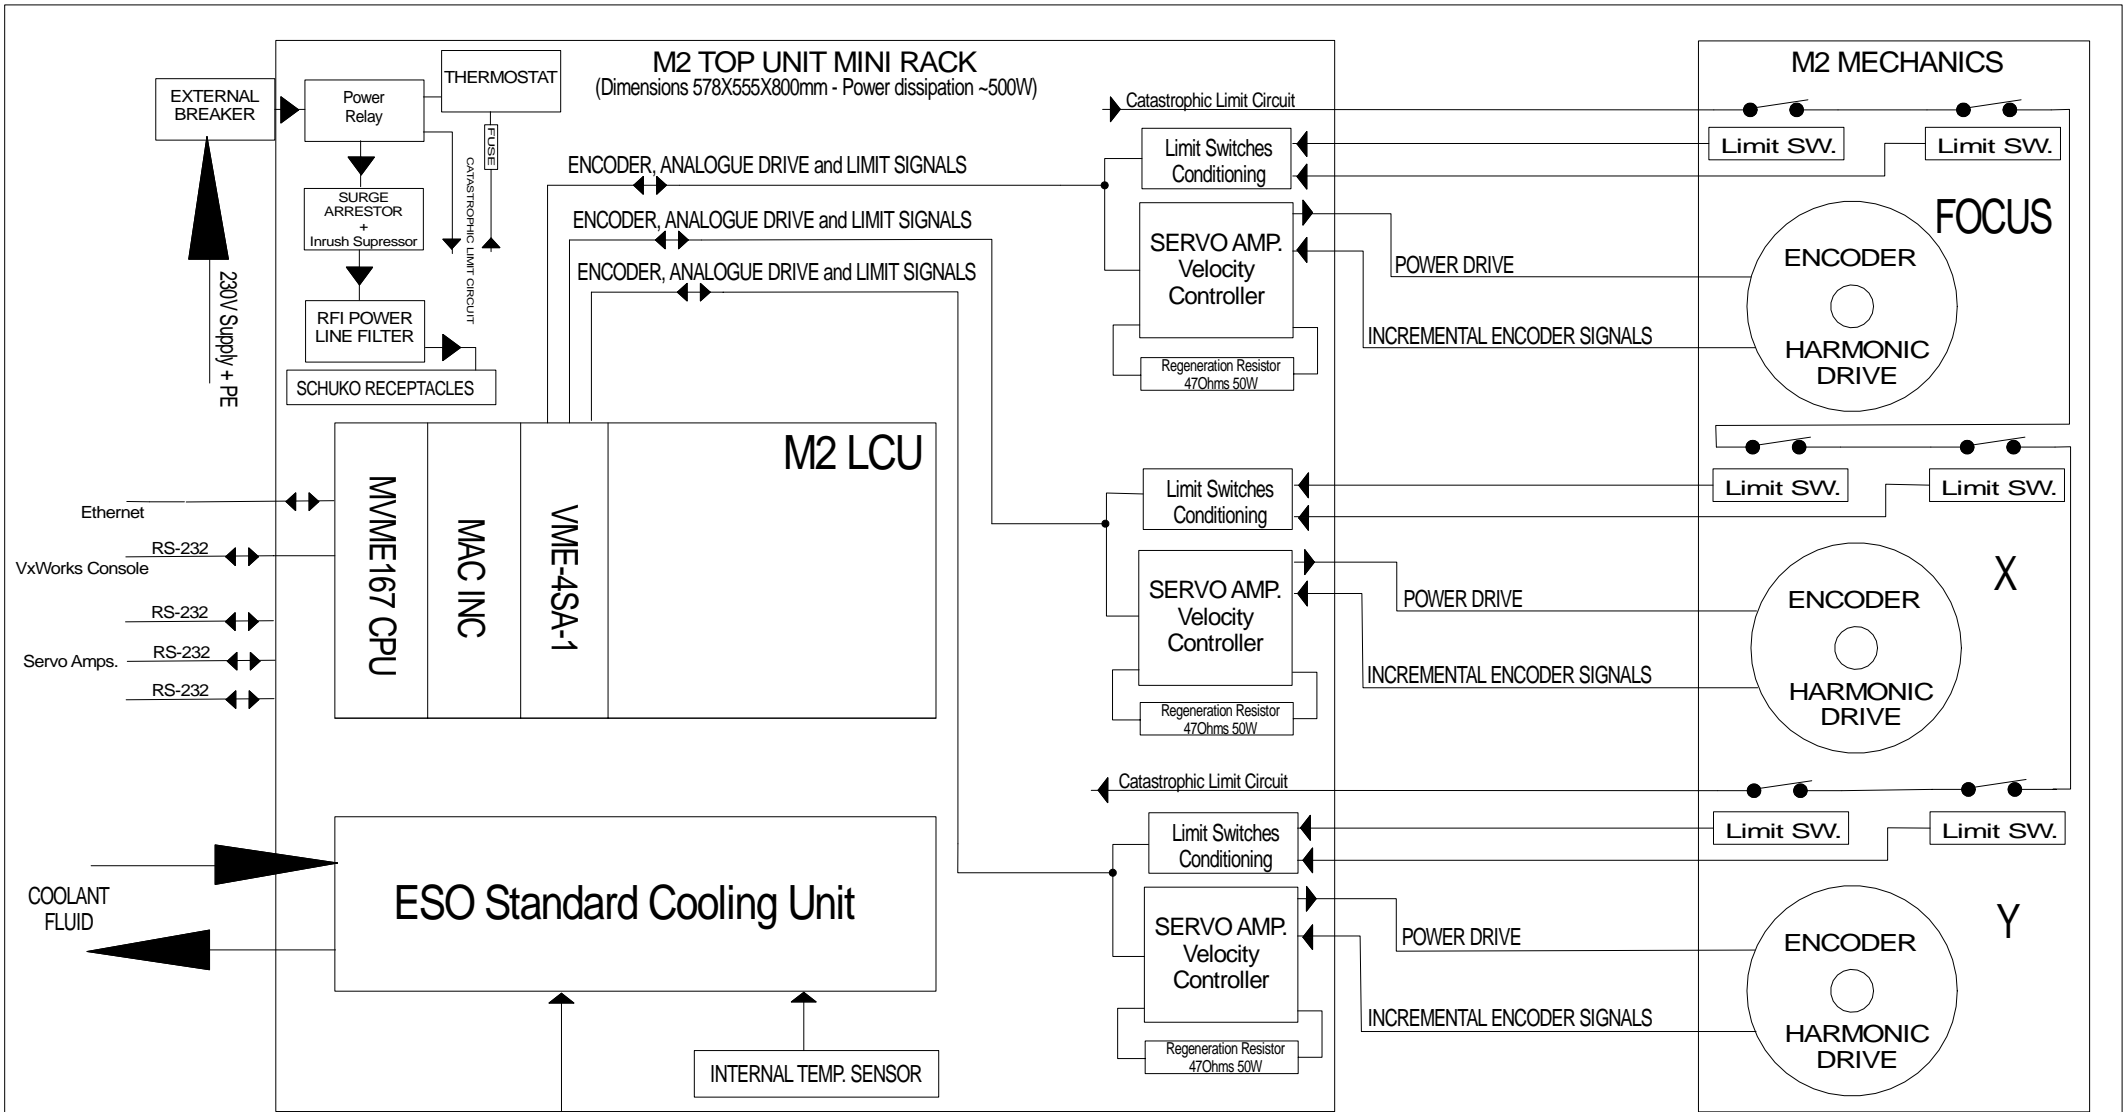 M2 TOP UNIT MINI RACK
(Dimensions 578X555X800mm - Power dissipation ~500W)
M2 MECHANICS
EXTERNAL
BREAKER
Power
Relay
THERMOSTAT
FUSE
CATASTROPHIC LIMIT CIRCUIT
SURGE
ARRESTOR
+
Inrush Supressor
RFI POWER
LINE FILTER
SCHUKO RECEPTACLES
230V Supply + PE
ENCODER, ANALOGUE DRIVE and LIMIT SIGNALS
ENCODER, ANALOGUE DRIVE and LIMIT SIGNALS
ENCODER, ANALOGUE DRIVE and LIMIT SIGNALS
Catastrophic Limit Circuit
Limit Switches
Conditioning
SERVO AMP.
Velocity
Controller
Regeneration Resistor
47Ohms 50W
POWER DRIVE
INCREMENTAL ENCODER SIGNALS
Limit SW.
Limit SW.
FOCUS
ENCODER
HARMONIC
DRIVE
M2 LCU
MVME167 CPU
MAC INC
VME-4SA-1
Ethernet
RS-232
VxWorks Console
RS-232
Servo Amps.
RS-232
RS-232
Limit Switches
Conditioning
SERVO AMP.
Velocity
Controller
Regeneration Resistor
47Ohms 50W
POWER DRIVE
INCREMENTAL ENCODER SIGNALS
Limit SW.
Limit SW.
X
ENCODER
HARMONIC
DRIVE
Catastrophic Limit Circuit
Limit Switches
Conditioning
SERVO AMP.
Velocity
Controller
Regeneration Resistor
47Ohms 50W
POWER DRIVE
INCREMENTAL ENCODER SIGNALS
Limit SW.
Limit SW.
Y
ENCODER
HARMONIC
DRIVE
COOLANT
FLUID
ESO Standard Cooling Unit
INTERNAL TEMP. SENSOR